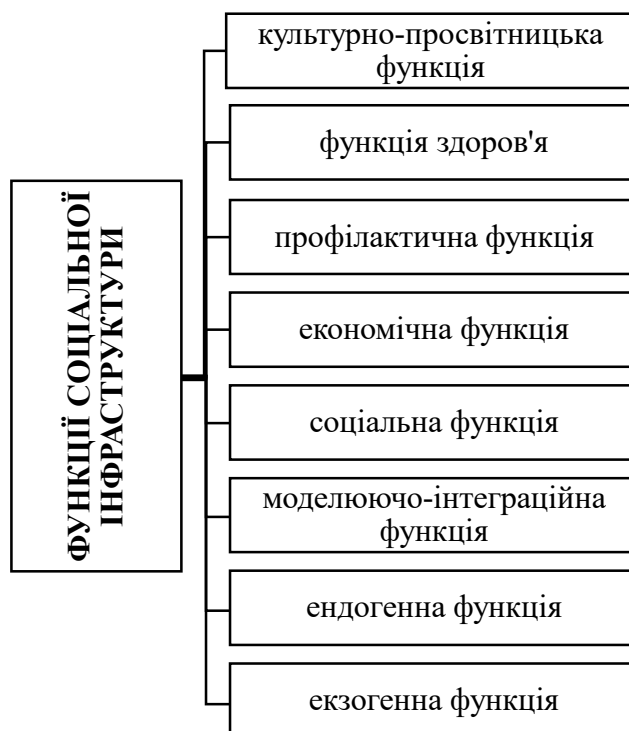 ФУНКЦІЇ СОЦІАЛЬНОЇ
ІНФРАСТРУКТУРИ
культурно-просвітницька
функція
функція здоров'я
профілактична функція
економічна функція
соціальна функція
моделюючо-інтеграційна
функція
ендогенна функція
екзогенна функція